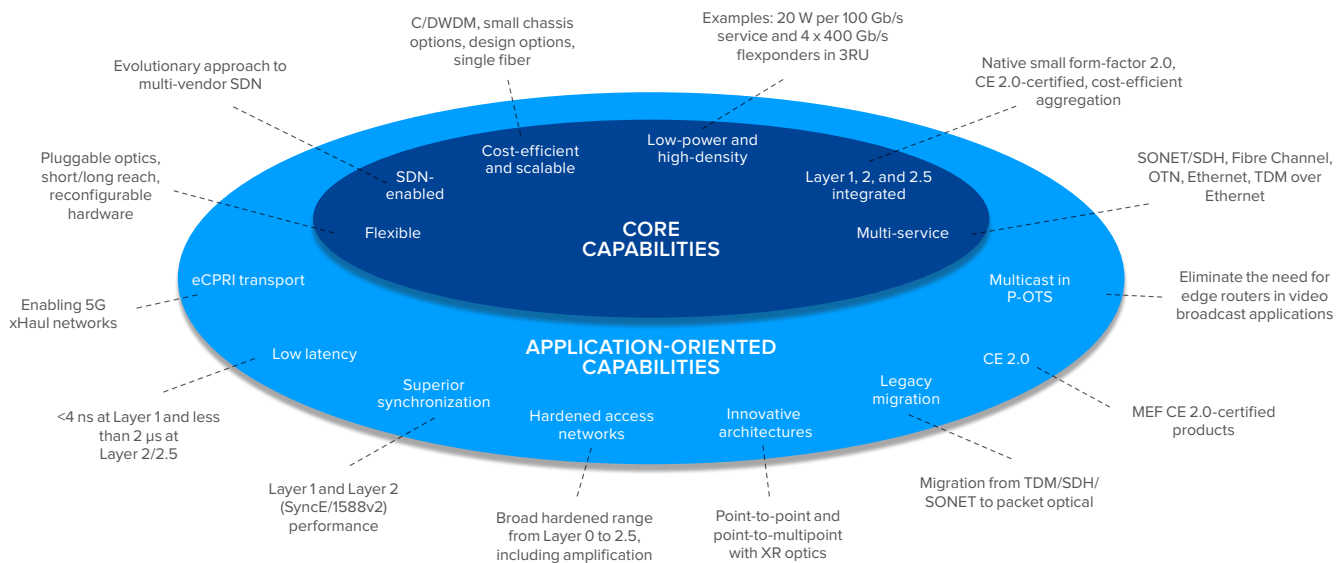 C/DWDM, small chassis
options, design options,
single fiber
Examples: 20 W per 100 Gb/s
service and 4 x 400 Gb/s
flexponders in 3RU
Evolutionary approach to
multi-vendor SDN
Native small form-factor 2.0,
CE 2.0-certified, cost-efficient
aggregation
Pluggable optics,
short/long reach,
reconfigurable
hardware
SONET/SDH, Fibre Channel,
OTN, Ethernet, TDM over
Ethernet
Cost-efficient
and scalable
Low-power and
high-density
SDN-
enabled
Layer 1, 2, and 2.5
integrated
Flexible
CORE
CAPABILITIES
Multi-service
eCPRI transport
Multicast in
P-OTS
Enabling 5G
xHaul networks
Eliminate the need for
edge routers in video
broadcast applications
APPLICATION-ORIENTED
CAPABILITIES
Low latency
CE 2.0
Superior
synchronization
Legacy
migration
Hardened access
networks
Innovative
architectures
<4 ns at Layer 1 and less
than 2 µs at
Layer 2/2.5
MEF CE 2.0-certified
products
Layer 1 and Layer 2
(SyncE/1588v2)
performance
Broad hardened range
from Layer 0 to 2.5,
including amplification
Point-to-point and
point-to-multipoint
with XR optics
Migration from TDM/SDH/
SONET to packet optical